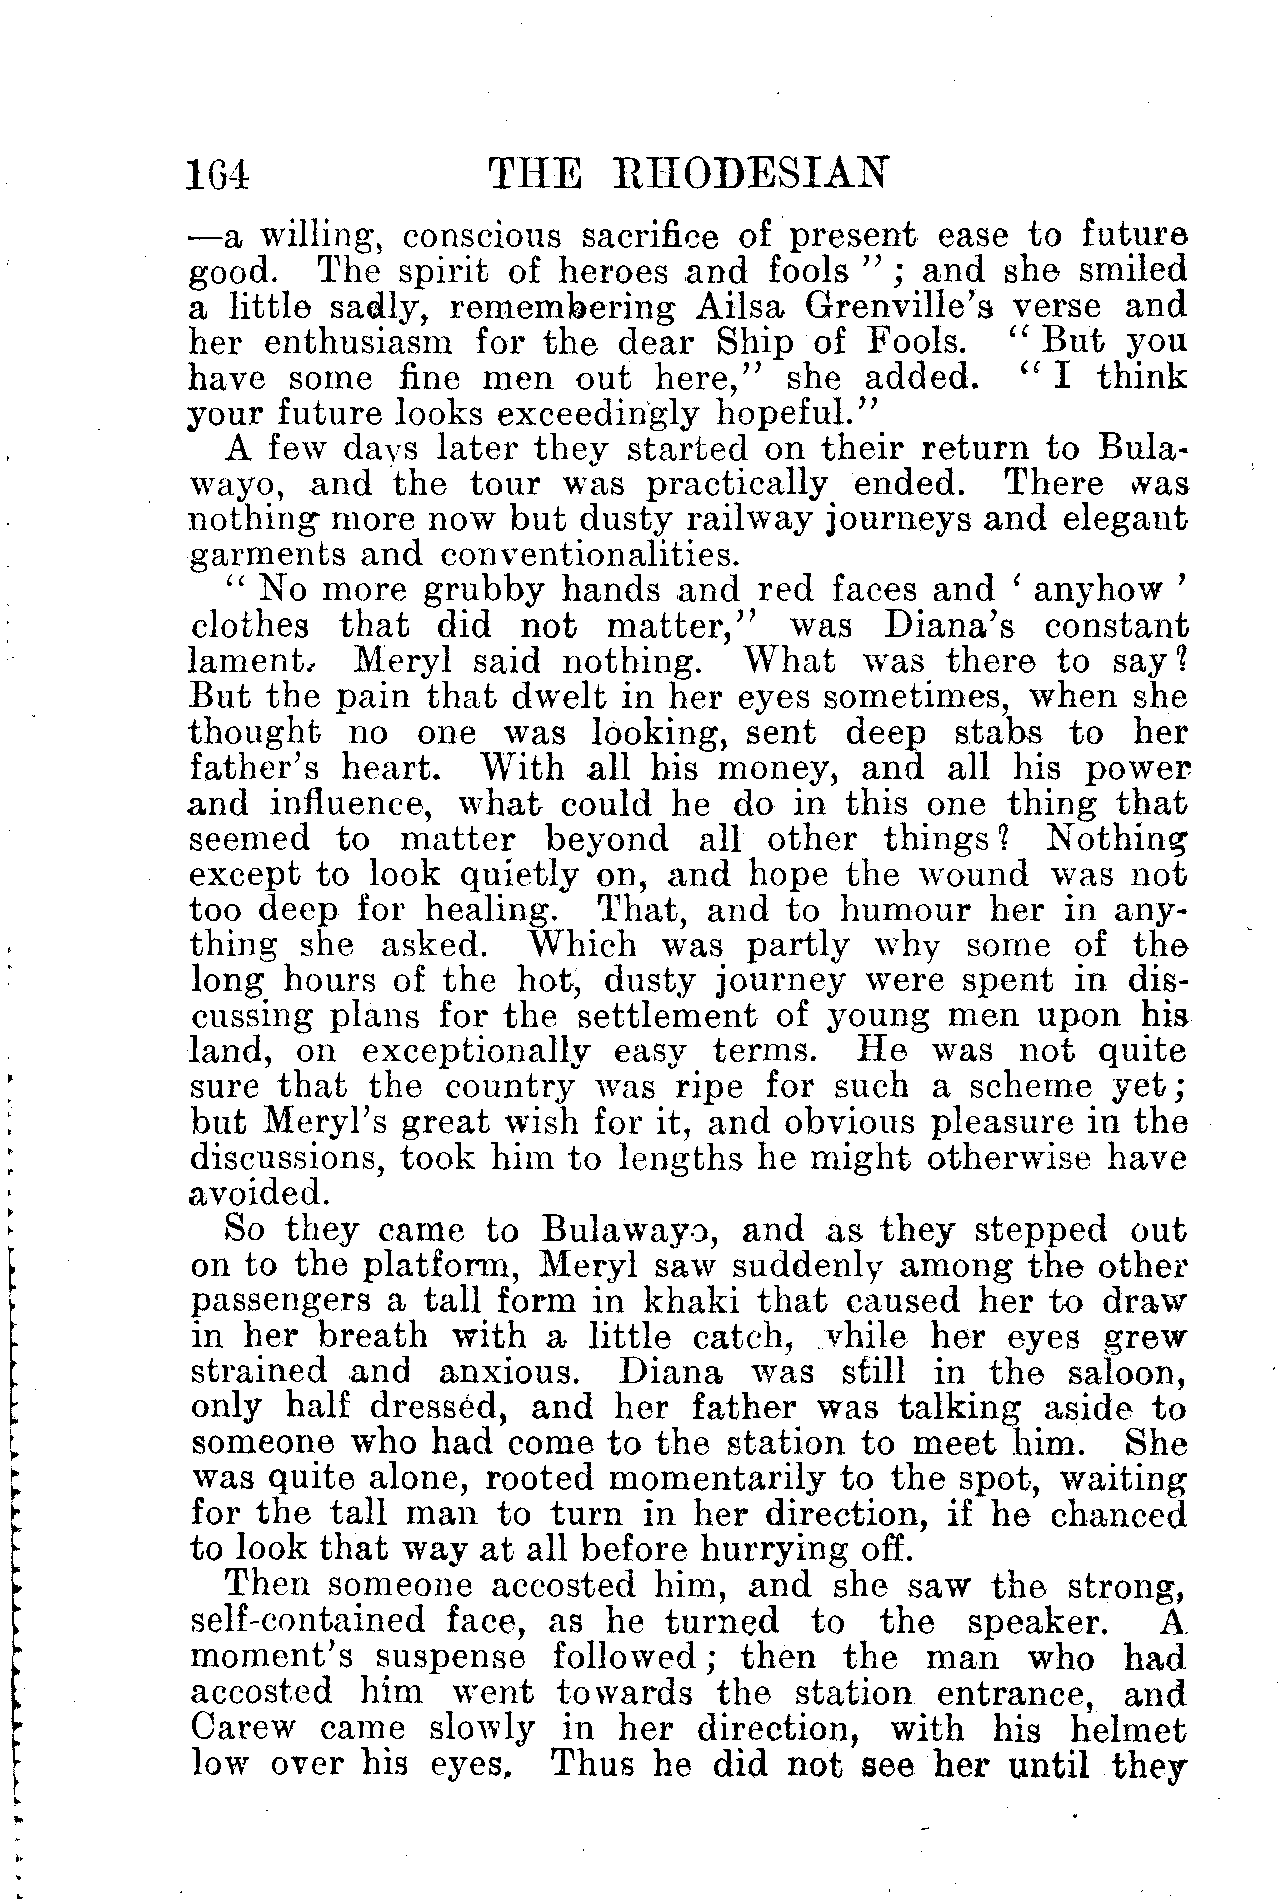 164 THE RHODESIAN
—a willing, conscious sacrifice of present ease to future
good. The spirit of heroes and fools " ; and she smiled
a little sadly, remembering Ailsa Grenville's verse and
her enthusiasm for the dear Ship of Fools. " But you
have some fine men out here," she added. " I think
your future looks exceedingly hopeful."
A few days later they started on their return to Bula-
wayo, and the tour was practically ended. There was
nothing more now but dusty railway journeys and elegant
garments and conventionalities.
" No more grubby hands and red faces and ' anyhow '
clothes that did not matter," was Diana's constant
lament. Meryl said nothing. What was there to say?
But the pain that dwelt in her eyes sometimes, when she
thought no one was looking, sent deep stabs to her
father's heart. With all his money, and all his power
and influence, what could he do in this one thing that
seemed to matter beyond all other things? Nothing
except to look quietly on, and hope the wound was not
too deep for healing. That, and to humour her in any-
thing she asked. Which was partly why some of the
long hours of the hot, dusty journey were spent in dis-
cussing plans for the settlement of young men upon his
land, on exceptionally easy terms. He was not quite
sure that the country was ripe for such a scheme yet;
but Meryl's great wish for it, and obvious pleasure in the
discussions, took him to lengths he might otherwise have
avoided.
So they came to Bulawayo, and as they stepped out
on to the platform, Meryl saw suddenly among the other
passengers a tall form in khaki that caused her to draw
in her breath with a little catch, while her eyes grew
strained and anxious. Diana was still in the saloon,
only half dressed, and her father was talking aside to
someone who had come to the station to meet him. She
was quite alone, rooted momentarily to the spot, waiting
for the tall man to turn in her direction, if he chanced
to look that way at all before hurrying off.
Then someone accosted him, and she saw the strong,
self-contained face, as he turned to the speaker. A
moment's suspense followed; then the man who had
accosted him went towards the station entrance, and
Carew came slowly in her direction, with his helmet
low over his eyes. Thus he did not see her until they